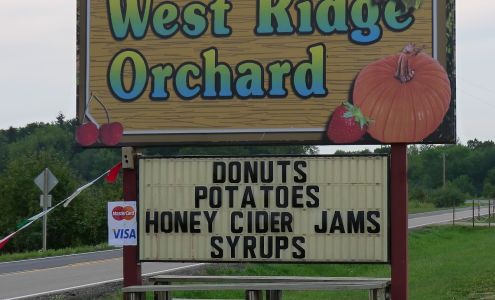 West Ridge
Orchard
DONUTS
POTATOES
HONEY CIDER JAMS
SYRUPS
MasterCard
VISA